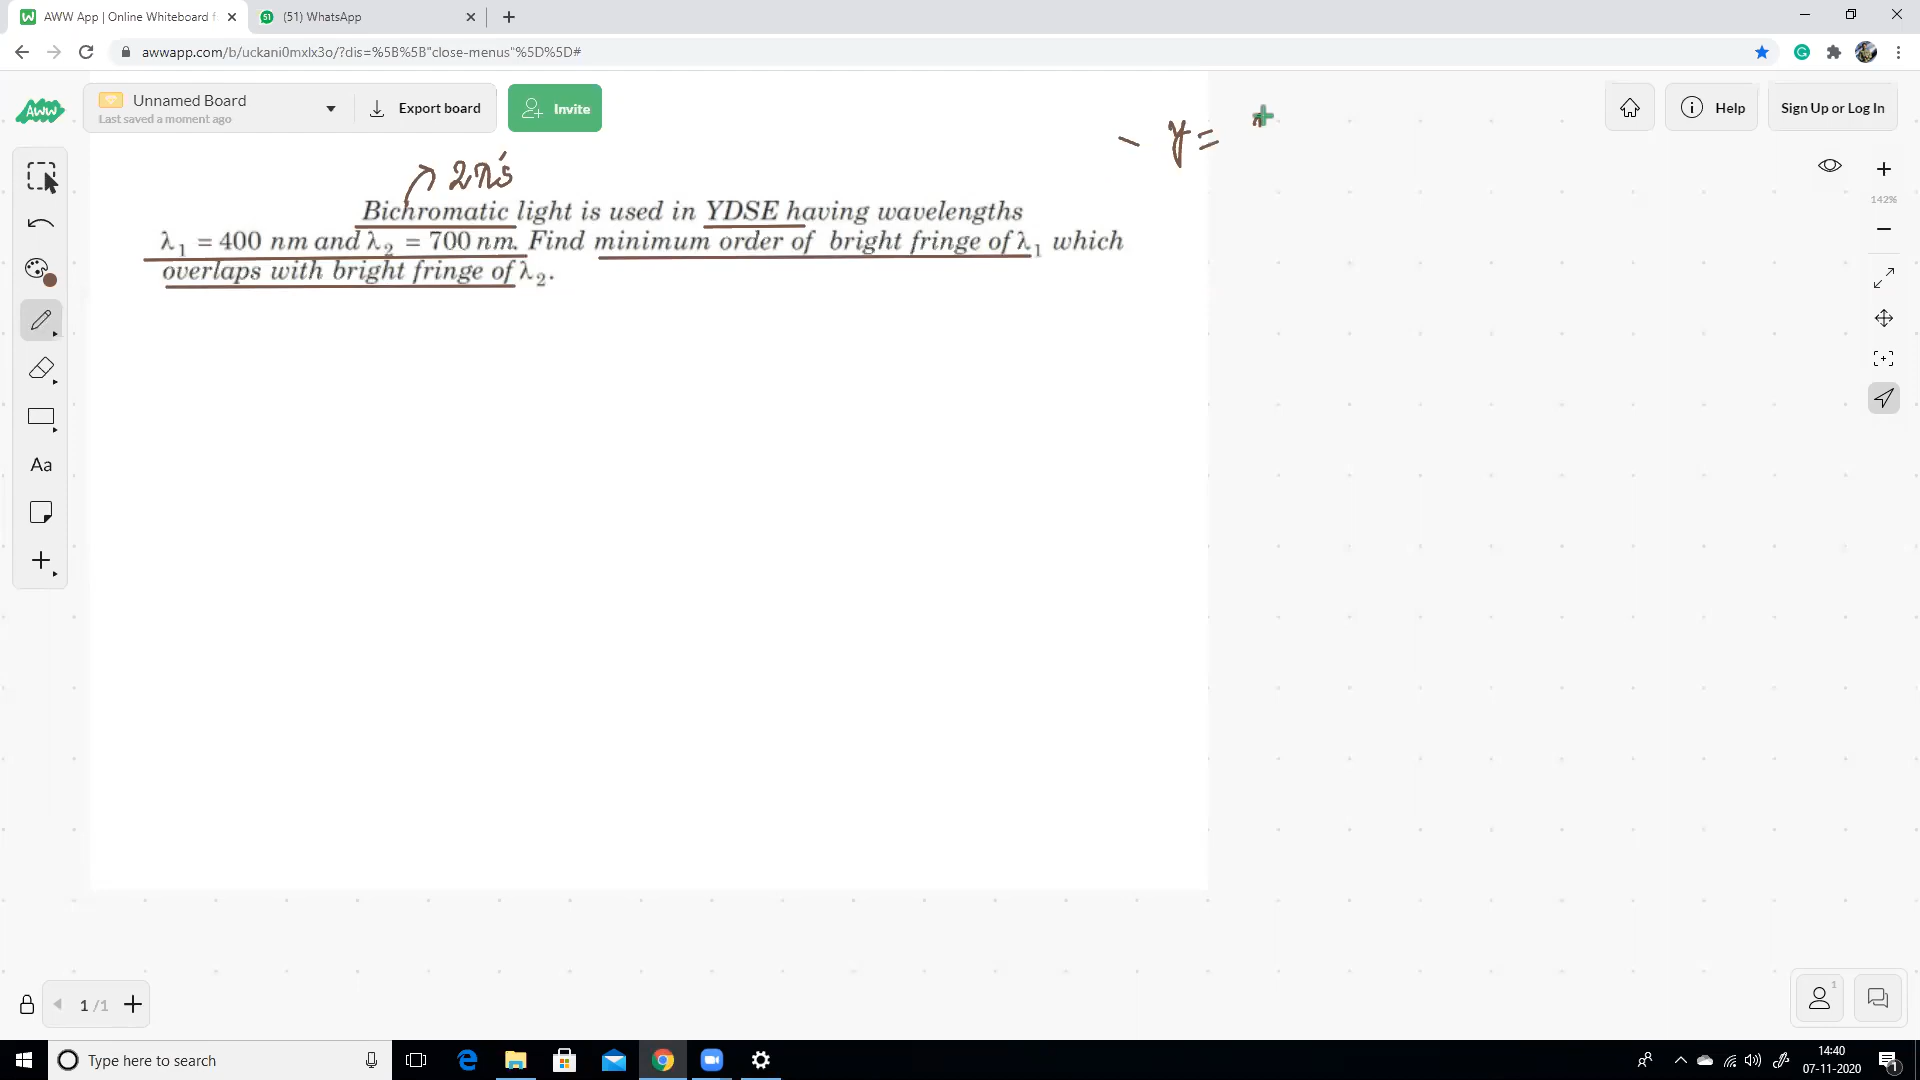 AWW App | Online Whiteboard f
(51) WhatsApp
awwapp.com/b/uckani0mxlx3o/?dis=%5B%5B"close-menus"%5D%5D#
AWW
Unnamed Board
Last saved a moment ago
Export board
Invite
Help
Sign Up or Log In
142%
- y =
2λ's
Bichromatic light is used in YDSE having wavelengths
λ₁ = 400 nm and λ₂ = 700 nm. Find minimum order of bright fringe of λ₁ which
overlaps with bright fringe of λ₂.
Aa
1 /1
1
Type here to search
14:40
07-11-2020
1